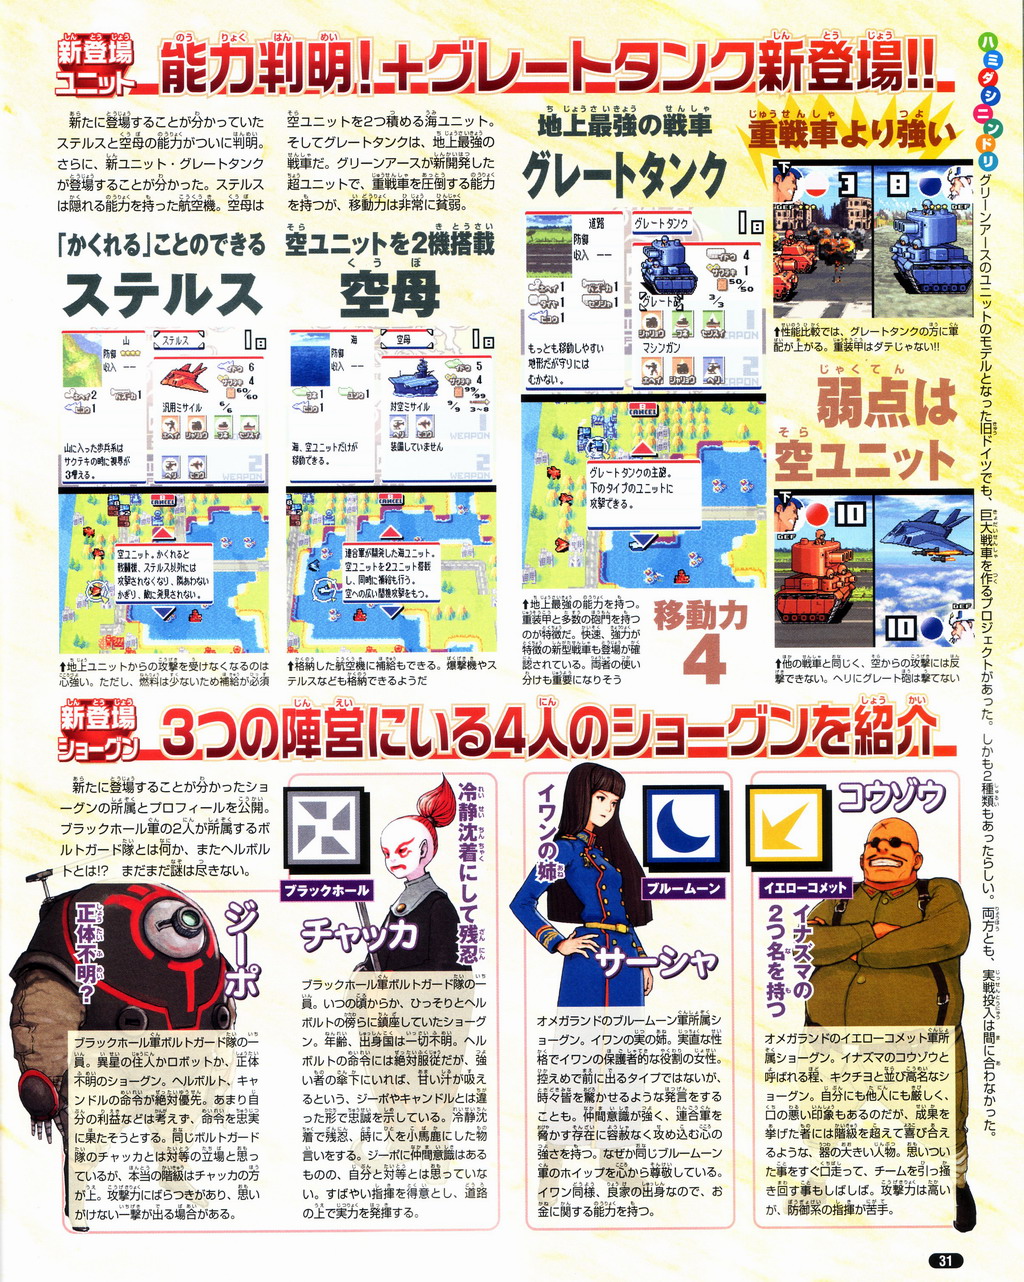 新登場
ユニット
能力判明!+グレートタンク新登場!!
新たに登場することが分かっていた
ステルスと空母の能力がついに判明。
さらに、新ユニット・グレートタンク
が登場することが分かった。ステルス
は隠れる能力を持った航空機。空母は
空ユニットを2つ積める海ユニット。
そしてグレートタンクは、地上最強の
戦車だ。グリーンアースが新開発した
超ユニットで、重戦車を圧倒する能力
を持つが、移動力は非常に貧弱。
「かくれる」ことのできる
ステルス
山
防御
収入 --
ステルス
1日
汎用ミサイル
山に入った歩兵系は
サクテキの時に視界が
3増える。
CANCEL
空ユニット。かくれると
戦闘機、ステルス以外には
攻撃されなくなり、隣あわない
かぎり、敵に発見されない。
⬆地上ユニットからの攻撃を受けなくなるのは
心強い。ただし、燃料は少ないため補給が必須
空ユニットを2機搭載
空母
海
防御
収入 --
空母
1日
対空ミサイル
海、空ユニットだけが
移動できる。
装備していません
CANCEL
連合軍が開発した海ユニット。
空ユニットを2ユニット搭載
し、同時に補給も行う。
空への広い間接攻撃をもつ。
⬆格納した航空機に補給もできる。爆撃機やス
テルスなども格納できるようだ
地上最強の戦車
グレートタンク
道路
防御
収入 --
グレートタンク
1日
イドウ 4
サクテキ 1
50/50
グレート砲
3/3
マシンガン
もっとも移動しやすい
地形だが守りには
むかない。
CANCEL
グレートタンクの主砲。
下のタイプのユニットに
攻撃できる。
⬆地上最強の能力を持つ。
重装甲と多数の砲門を持つ
のが特徴だ。快速、強力が
特徴の新型戦車も登場が確
認されている。両者の使い
分けも重要になりそう
移動力
4
重戦車より強い
下
3
8
DEF
⬆性能比較では、グレートタンクの方に軍
配が上がる。重装甲はダテじゃない!!
弱点は
空ユニット
下
10
DEF
10
⬆他の戦車と同じく、空からの攻撃には反
撃できない。ヘリにグレート砲は撃てない
ハミダシニンドリ
グリーンアースのユニットのモデルとなった旧ドイツでも、巨大戦車を作るプロジェクトがあった。しかも2種類もあったらしい。両方とも、実戦投入は間に合わなかった。
新登場
ショーグン
3つの陣営にいる4人のショーグンを紹介
新たに登場することが分かったショ
ーグンの所属とプロフィールを公開。
ブラックホール軍の2人が所属するボ
ルトガード隊とは何か、またヘルボル
トとは!? まだまだ謎は尽きない。
正体不明?
ジーポ
ブラックホール軍ボルトガード隊の一
員。異星の住人かロボットか、正体
不明のショーグン。ヘルボルト、キャ
ンドルの命令が絶対優先。あまり自
分の利益などは考えず、命令を忠実
に果たそうとする。同じボルトガード
隊のチャッカとは対等の立場と思っ
ているが、本当の階級はチャッカの方
が上。攻撃力にばらつきがあり、思い
がけない一撃が出る場合がある。
ブラックホール
冷静沈着にして残忍
チャッカ
ブラックホール軍ボルトガード隊の一
員。いつの頃からか、ひっそりとヘル
ボルトの傍らに鎮座していたショーグ
ン。年齢、出身国は一切不明。ヘル
ボルトの命令には絶対服従だが、強
い者の傘下にいれば、甘い汁が吸え
るという、ジーポやキャンドルとは違
った形で忠誠を示している。冷静沈
着で残忍、時に人を小馬鹿にした物
言いをする。ジーポに仲間意識はある
ものの、自分と対等とは思っていな
い。すばやい指揮を得意とし、道路
の上で実力を発揮する。
イワンの姉
ブルームーン
サーシャ
オメガランドのブルームーン軍所属シ
ョーグン。イワンの実の姉。実直な性
格でイワンの保護者的な役割の女性。
控えめで前に出るタイプではないが、
時々皆を驚かせるような発言をする
ことも。仲間意識が強く、連合軍を
脅かす存在に容赦なく攻め込む心の
強さを持つ。なぜか同じブルームーン
軍のホイップを心から尊敬している。
イワン同様、良家の出身なので、お
金に関する能力を持つ。
コウゾウ
イエローコメット
イナズマの
2つ名を持つ
オメガランドのイエローコメット軍所
属ショーグン。イナズマのコウゾウと
呼ばれる程、キクチヨと並び高名なシ
ョーグン。自分にも他人にも厳しく、
口の悪い印象もあるのだが、成果を
挙げた者には階級を超えて喜び合え
るような、器の大きい人物。思いつい
た事をすぐ口走って、チームを引っ掻
き回す事もしばしば。攻撃力は高い
が、防御系の指揮が苦手。
31